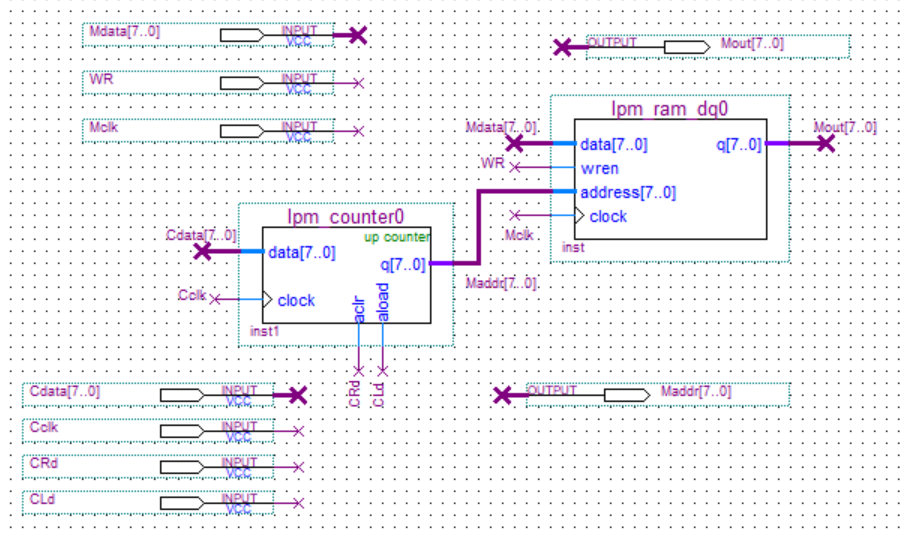 Mdata[7..0] INPUT VCC
OUTPUT Mout[7..0]
WR INPUT VCC
Mclk INPUT VCC
lpm_ram_dq0
Mdata[7..0] data[7..0] q[7..0] Mout[7..0]
WR wren
address[7..0]
Mclk clock
inst
lpm_counter0
up counter
Cdata[7..0] data[7..0] q[7..0]
Maddr[7..0]
Cclk clock
aclr aload
inst1
CRd CLd
Cdata[7..0] INPUT VCC
OUTPUT Maddr[7..0]
Cclk INPUT VCC
CRd INPUT VCC
CLd INPUT VCC